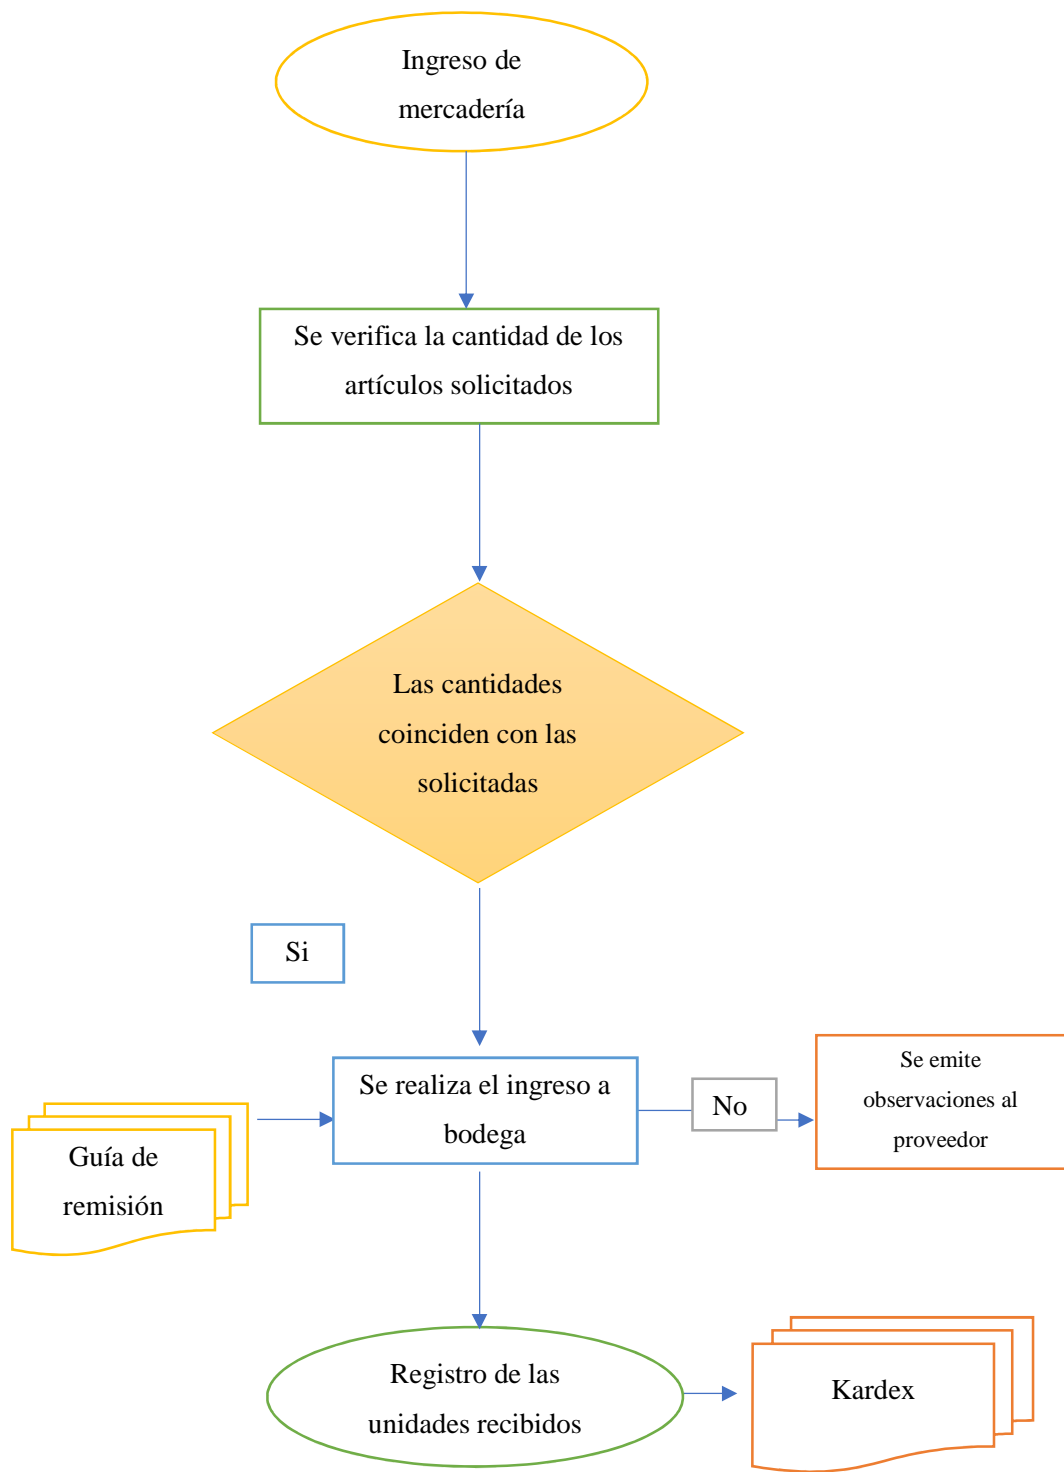 Ingreso de
mercadería
Se verifica la cantidad de los
artículos solicitados
Las cantidades
coinciden con las
solicitadas
Si
Se realiza el ingreso a
bodega
No
Se emite
observaciones al
proveedor
Guía de
remisión
Registro de las
unidades recibidos
Kardex